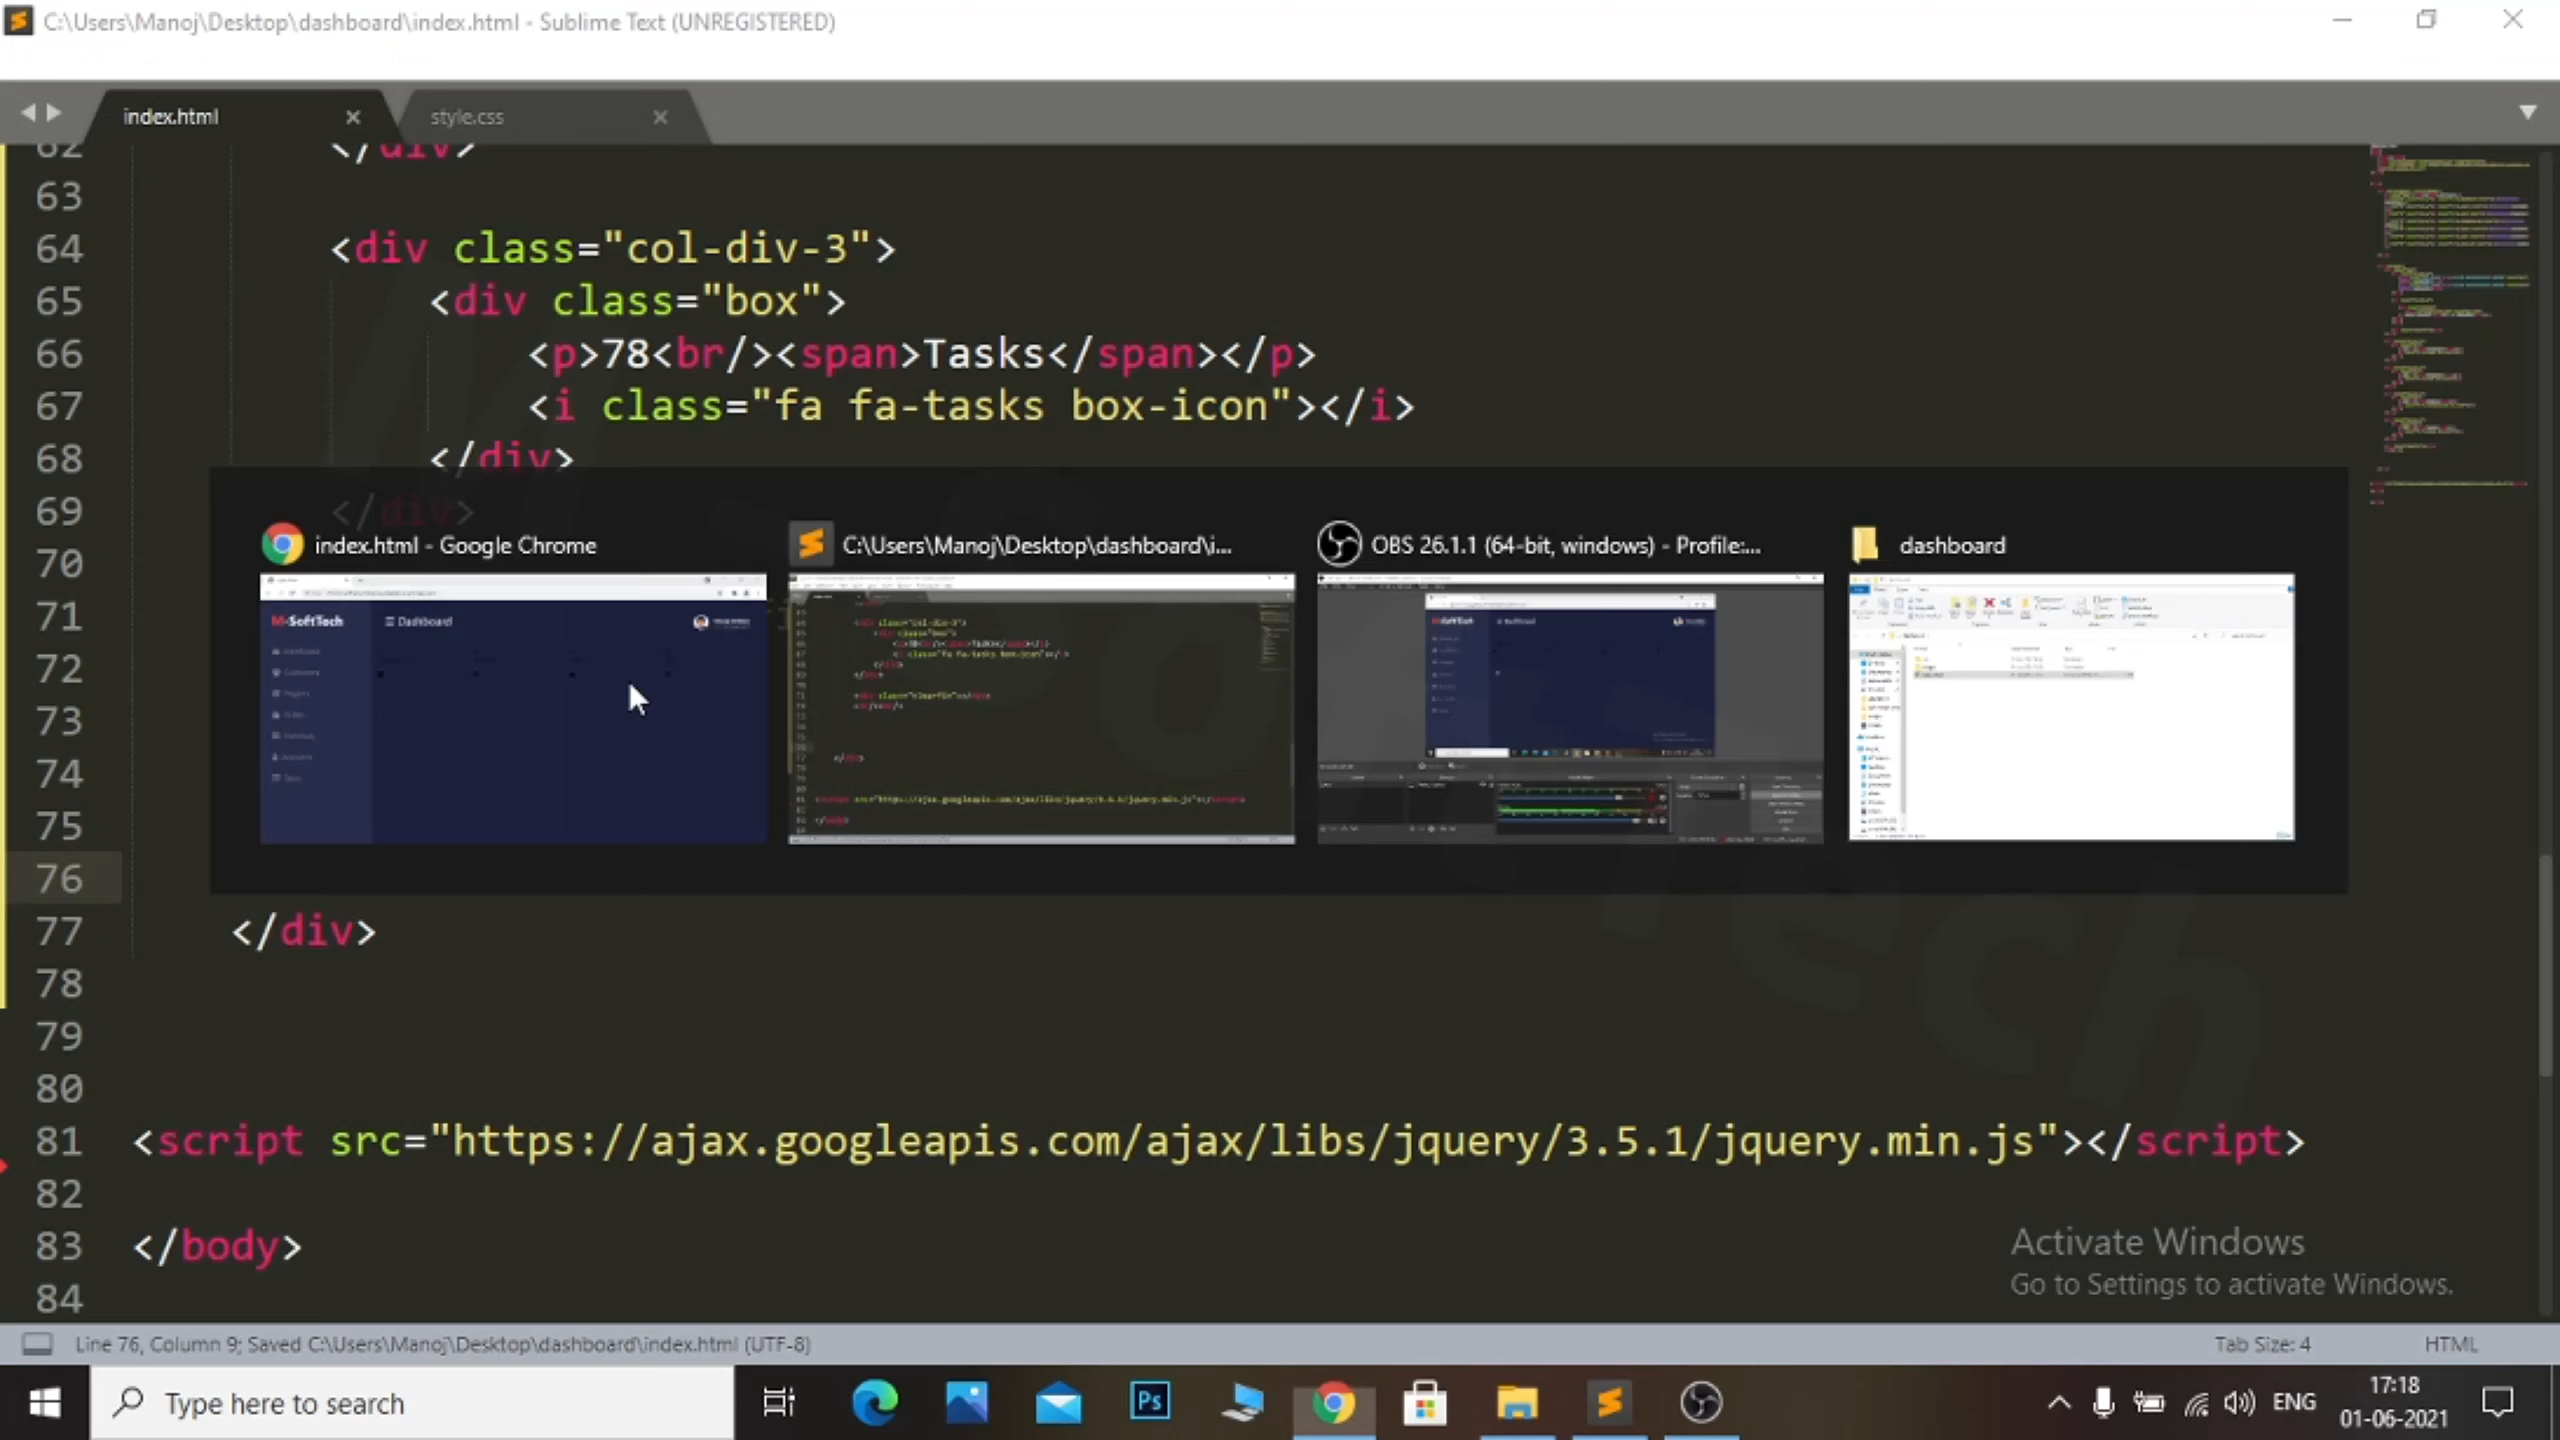 C:\Users\Manoj\Desktop\dashboard\index.html - Sublime Text (UNREGISTERED)
index.html
style.css
62 </div>
63
64 <div class="col-div-3">
65 <div class="box">
66 <p>78<br/><span>Tasks</span></p>
67 <i class="fa fa-tasks box-icon"></i>
68 </div>
69 </div>
70
71
72
73
74
75
76
77 </div>
78
79
80
81 <script src="https://ajax.googleapis.com/ajax/libs/jquery/3.5.1/jquery.min.js"></script>
82
83 </body>
84
index.html - Google Chrome
C:\Users\Manoj\Desktop\dashboard\i...
OBS 26.1.1 (64-bit, windows) - Profile:...
dashboard
M-SoftTech
Dashboard
Activate Windows
Go to Settings to activate Windows.
Line 76, Column 9; Saved C:\Users\Manoj\Desktop\dashboard\index.html (UTF-8)
Tab Size: 4
HTML
Type here to search
Ps
ENG
17:18
01-06-2021